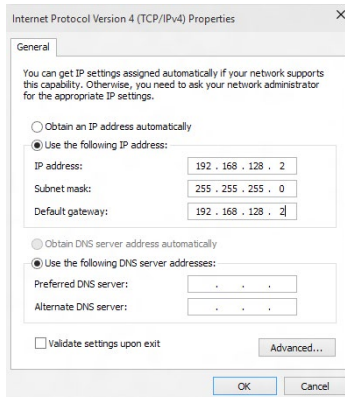 Internet Protocol Version 4 (TCP/IPv4) Properties
General
You can get IP settings assigned automatically if your network supports
this capability. Otherwise, you need to ask your network administrator
for the appropriate IP settings.
Obtain an IP address automatically
Use the following IP address:
IP address: 192 . 168 . 128 . 2
Subnet mask: 255 . 255 . 255 . 0
Default gateway: 192 . 168 . 128 . 2
Obtain DNS server address automatically
Use the following DNS server addresses:
Preferred DNS server: . . .
Alternate DNS server: . . .
Validate settings upon exit
Advanced...
OK Cancel